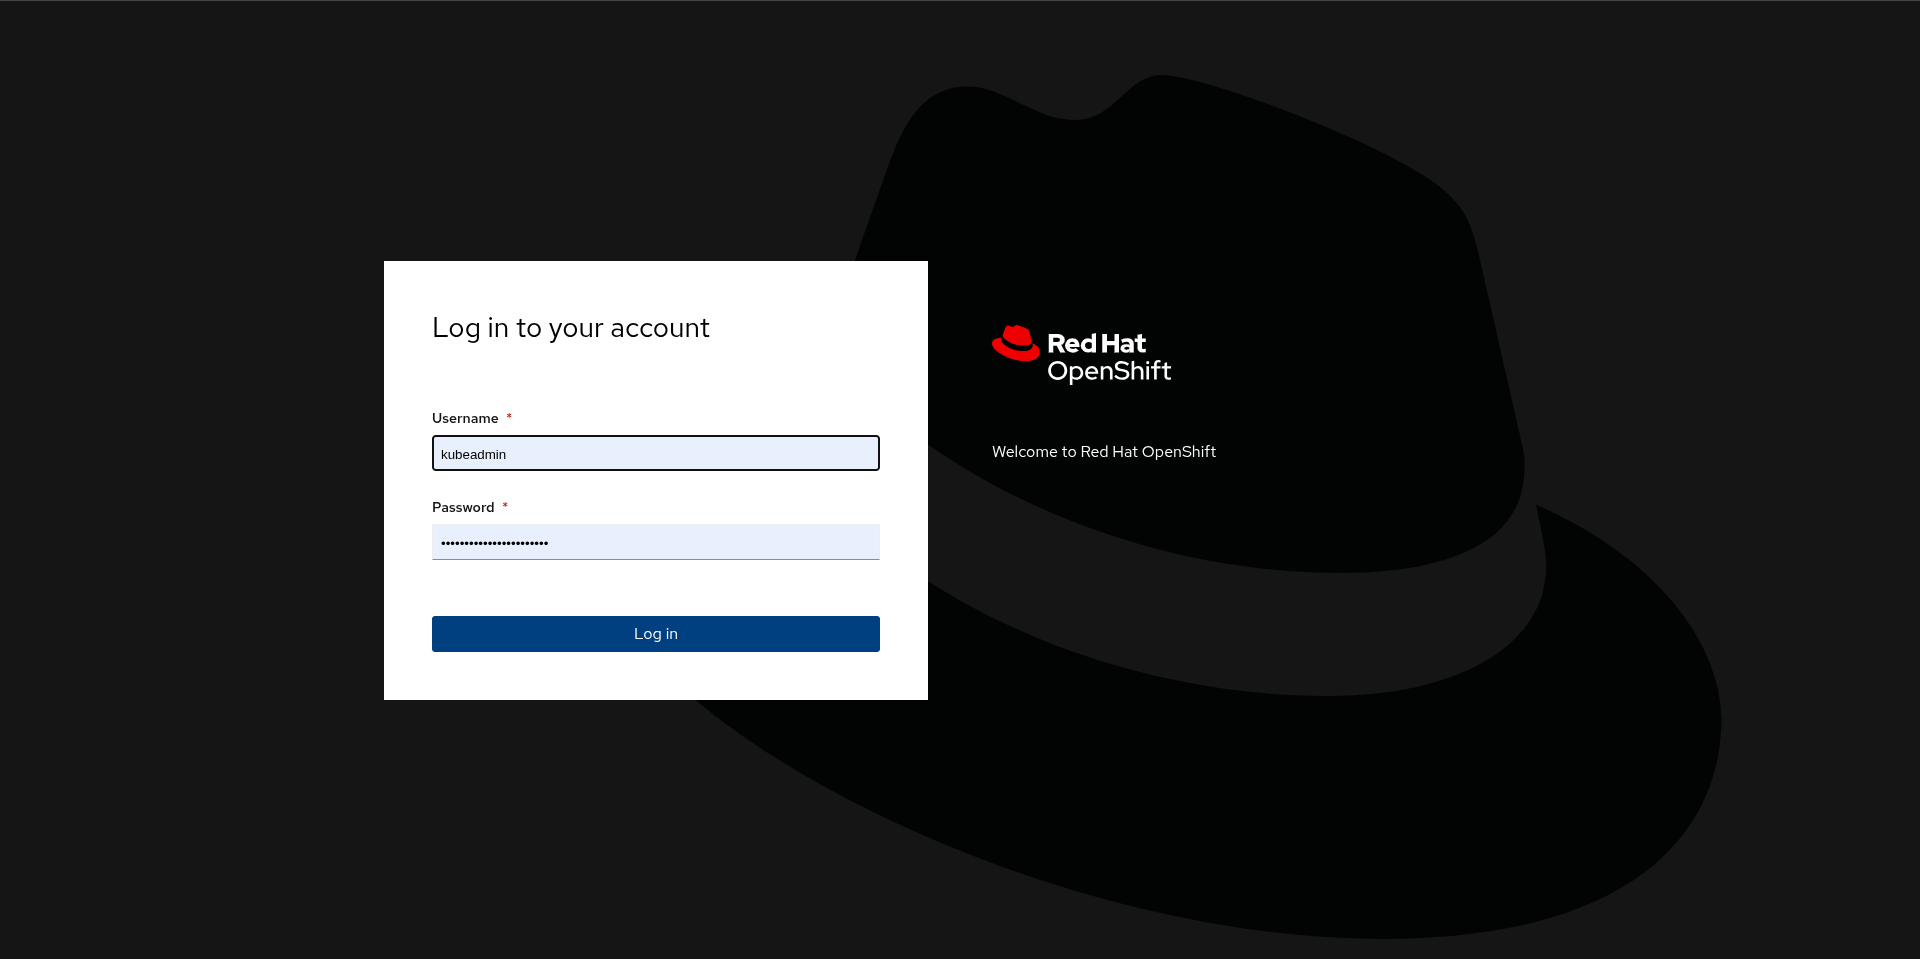 Log in to your account
Username *
kubeadmin
Password *
•••••••••••••••••••••••
Log in
Red Hat
OpenShift
Welcome to Red Hat OpenShift